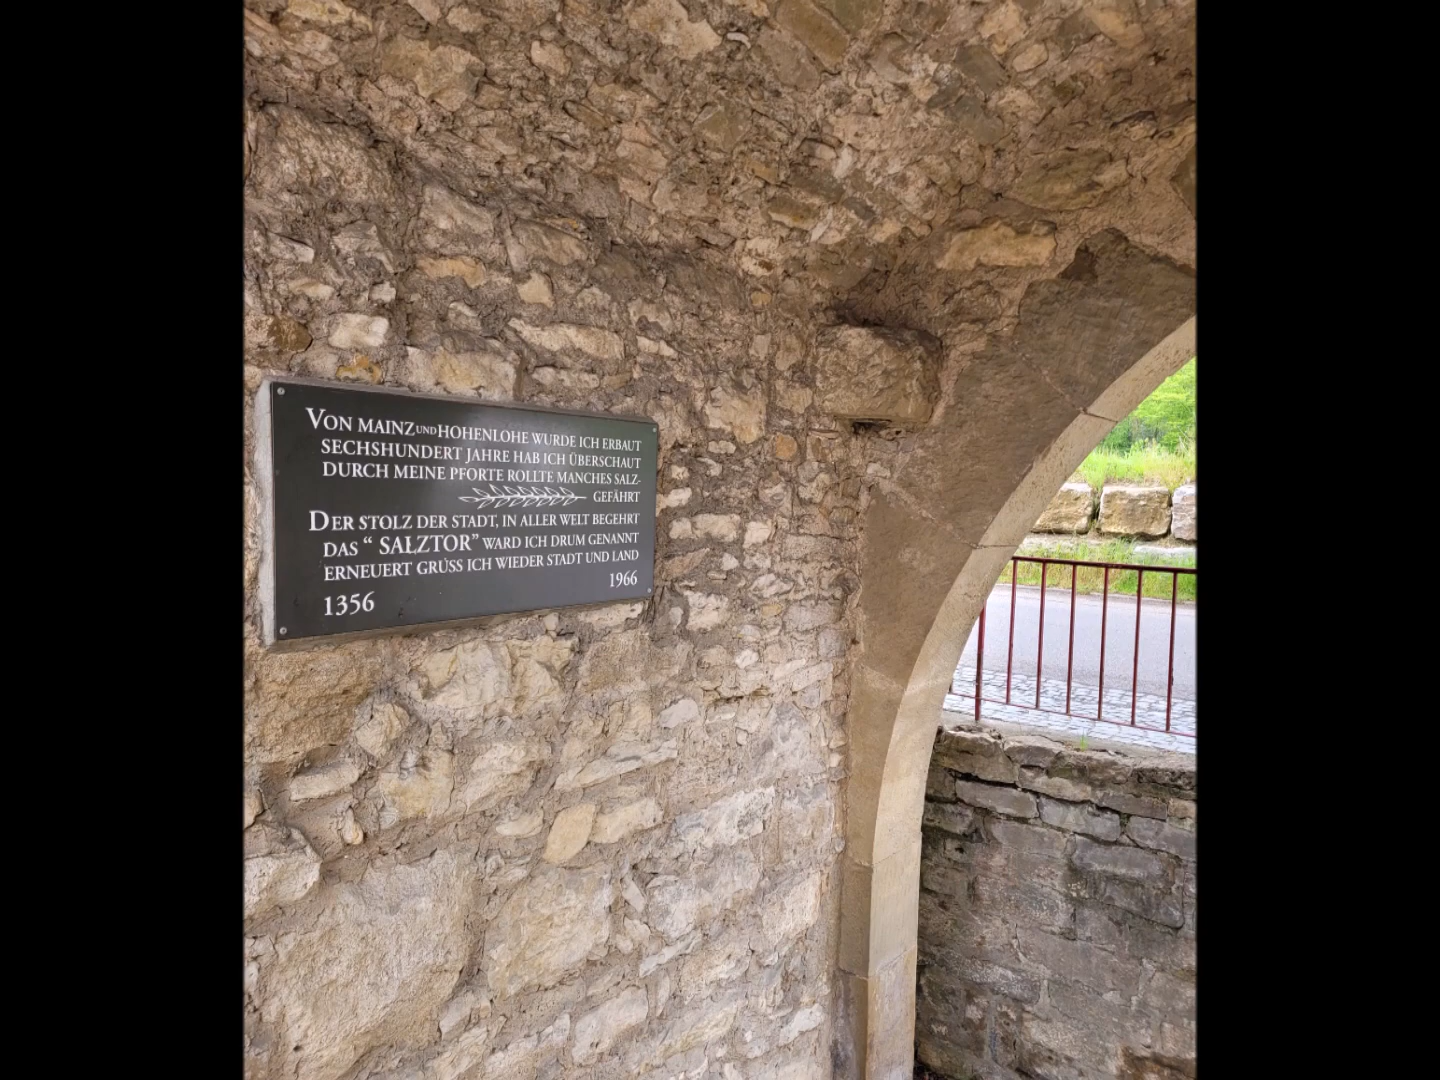 VON MAINZ UND HOHENLOHE WURDE ICH ERBAUT
SECHSHUNDERT JAHRE HAB ICH ÜBERSCHAUT
DURCH MEINE PFORTE ROLLTE MANCHES SALZ-
GEFÄHRT
DER STOLZ DER STADT, IN ALLER WELT BEGEHRT
DAS “ SALZTOR” WARD ICH DRUM GENANNT
ERNEUERT GRÜSS ICH WIEDER STADT UND LAND
1966
1356